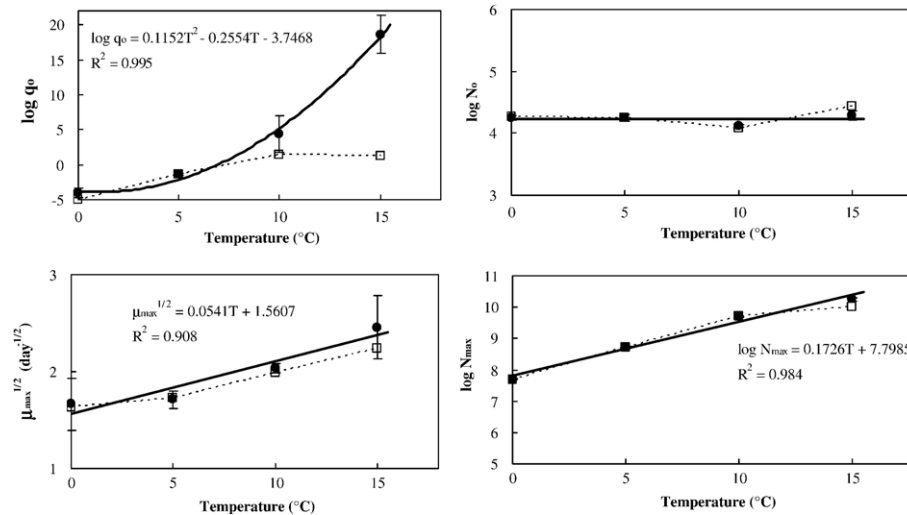 20
15
10
5
0
-5
log qo
log qo = 0.1152T² - 0.2554T - 3.7468
R² = 0.995
0 5 10 15
Temperature (°C)
6
5
4
3
log No
0 5 10 15
Temperature (°C)
3
2
1
μmax^1/2 (day^-1/2)
μmax^1/2 = 0.0541T + 1.5607
R² = 0.908
0 5 10 15
Temperature (°C)
11
10
9
8
7
6
5
log Nmax
log Nmax = 0.1726T + 7.7985
R² = 0.984
0 5 10 15
Temperature (°C)